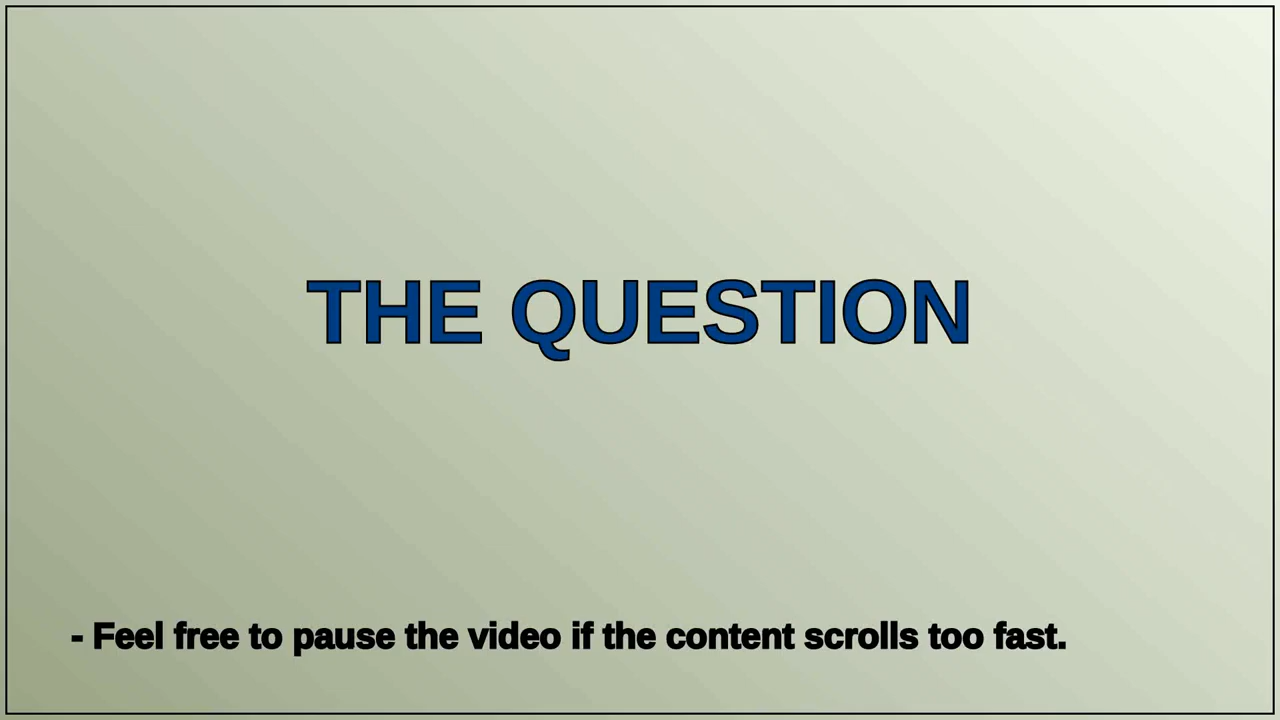 THE QUESTION
- Feel free to pause the video if the content scrolls too fast.